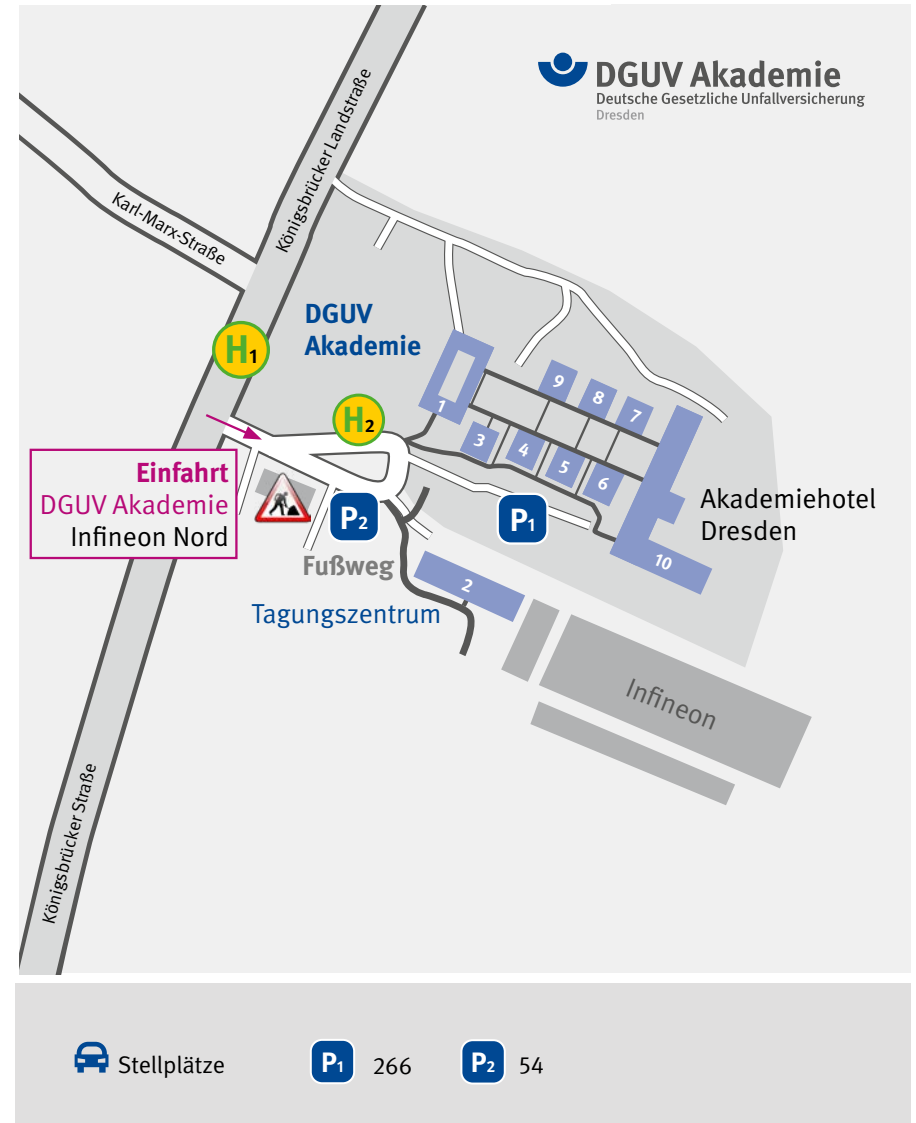 DGUV Akademie
Deutsche Gesetzliche Unfallversicherung
Dresden
Königsbrücker Landstraße
Karl-Marx-Straße
DGUV
Akademie
H1
H2
9
8
7
1
3
4
5
6
10
2
Einfahrt
DGUV Akademie
Infineon Nord
P2
P1
Akademiehotel
Dresden
Fußweg
Tagungszentrum
Infineon
Königsbrücker Straße
Stellplätze
P1 266
P2 54